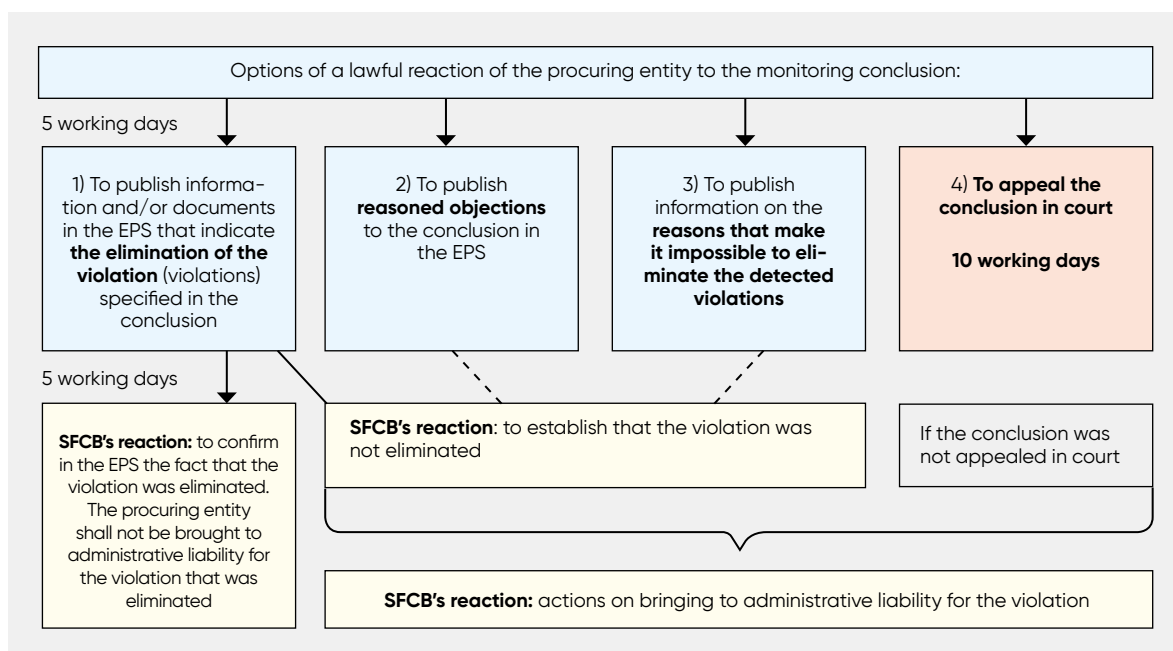 Options of a lawful reaction of the procuring entity to the monitoring conclusion:
5 working days
1) To publish informa-
tion and/or documents
in the EPS that indicate
the elimination of the
violation (violations)
specified in the
conclusion
2) To publish
reasoned objections
to the conclusion in
the EPS
3) To publish
information on the
reasons that make
it impossible to eli-
minate the detected
violations
4) To appeal the
conclusion in court
10 working days
5 working days
SFCB's reaction: to confirm
in the EPS the fact that the
violation was eliminated.
The procuring entity
shall not be brought to
administrative liability for
the violation that was
eliminated
SFCB's reaction: to establish that the violation was
not eliminated
If the conclusion was
not appealed in court
SFCB's reaction: actions on bringing to administrative liability for the violation